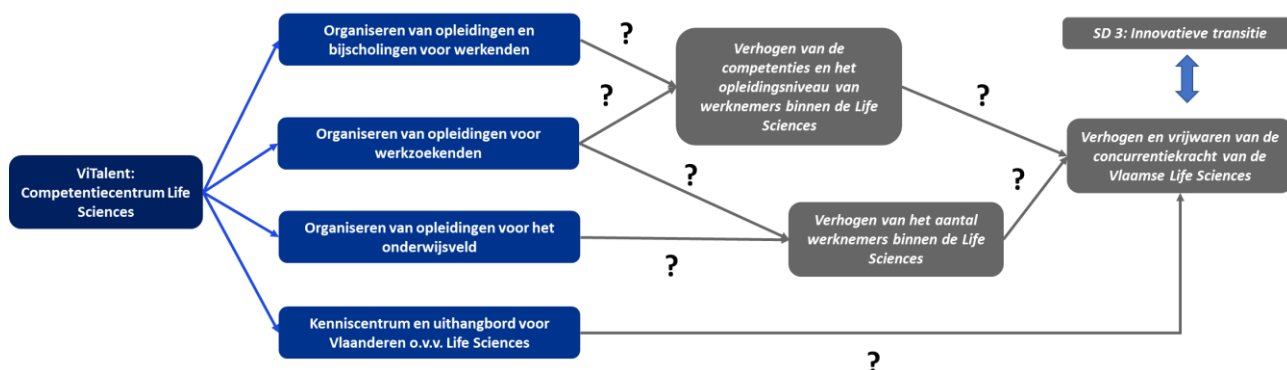 Organiseren van opleidingen en
bijscholingen voor werkenden
?
Verhogen van de
competenties en het
opleidingsniveau van
werknemers binnen de Life
Sciences
SD 3: Innovatieve transitie
?
?
Organiseren van opleidingen voor
werkzoekenden
Verhogen en vrijwaren van de
concurrentiekracht van de
Vlaamse Life Sciences
ViTalent:
Competentiecentrum Life
Sciences
?
?
Organiseren van opleidingen voor het
onderwijsveld
Verhogen van het aantal
werknemers binnen de Life
Sciences
?
Kenniscentrum en uithangbord voor
Vlaanderen o.v.v. Life Sciences
?